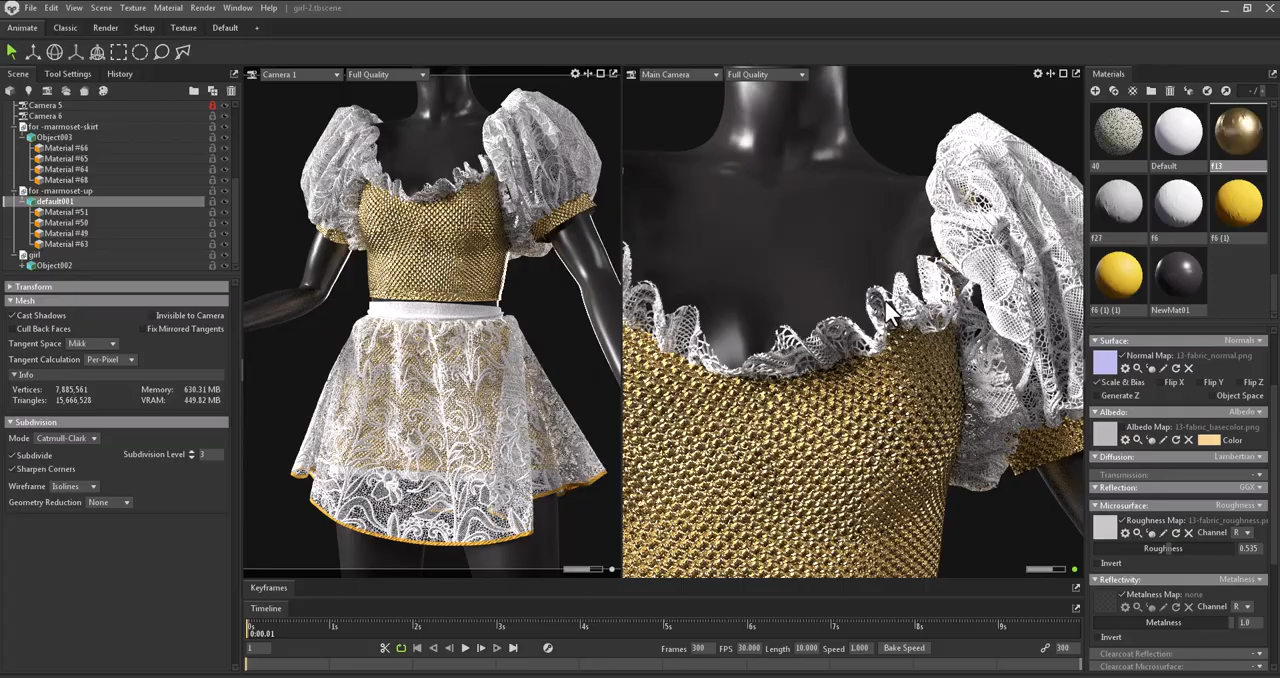 File Edit View Scene Texture Material Render Window Help girl-2.tbscene
Animate Classic Render Setup Texture Default +
Scene Tool Settings History
Camera 5
Camera 6
for -marmoset-skirt
Object003
Material #66
Material #65
Material #64
Material #68
for -marmoset-up
default001
Material #51
Material #50
Material #49
Material #63
girl
Object002
Transform
Mesh
Cast Shadows Invisible to Camera
Cull Back Faces Fix Mirrored Tangents
Tangent Space Mikk
Tangent Calculation Per-Pixel
Info
Vertices: 7,885,561 Memory: 630.31 MB
Triangles: 15,666,528 VRAM: 449.82 MB
Subdivision
Mode Catmull-Clark
Subdivide Subdivision Level 3
Sharpen Corners
Wireframe Isolines
Geometry Reduction None
Camera 1 Full Quality
Main Camera Full Quality
Keyframes
Timeline
0s 1s 2s 3s 4s 5s 6s 7s 8s 9s
0:00.01
1 Frames 300 FPS 30.000 Length 10.000 Speed 1.000 Bake Speed 300
Materials
40 Default f13
f27 f6 f6 (1)
f6 (1) NewMat01
Surface: Normals
Normal Map: 13-fabric_normal.png
Scale & Bias Flip X Flip Y Flip Z
Generate Z Object Space
Albedo: Albedo
Albedo Map: 13-fabric_basecolor.png
Color
Diffusion: Lambertian
Transmission:
Reflection: GGX
Microsurface: Roughness
Roughness Map: 13-fabric_roughness.p
Channel R
Roughness 0.535
Invert
Reflectivity: Metalness
Metalness Map: none
Channel R
Metalness 1.0
Invert
Clearcoat Reflection:
Clearcoat Microsurface: